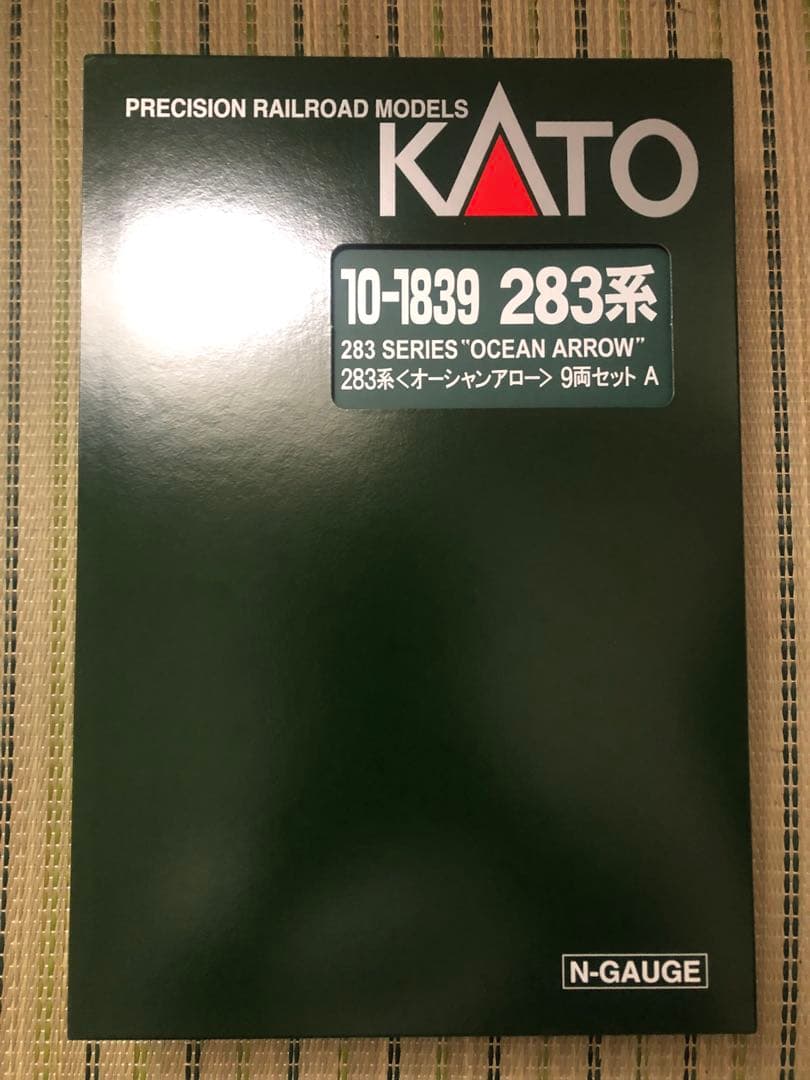 PRECISION RAILROAD MODELS
KATO
10-1839 283系
283 SERIES "OCEAN ARROW"
283系<オーシャンアロー> 9両セット A
N-GAUGE